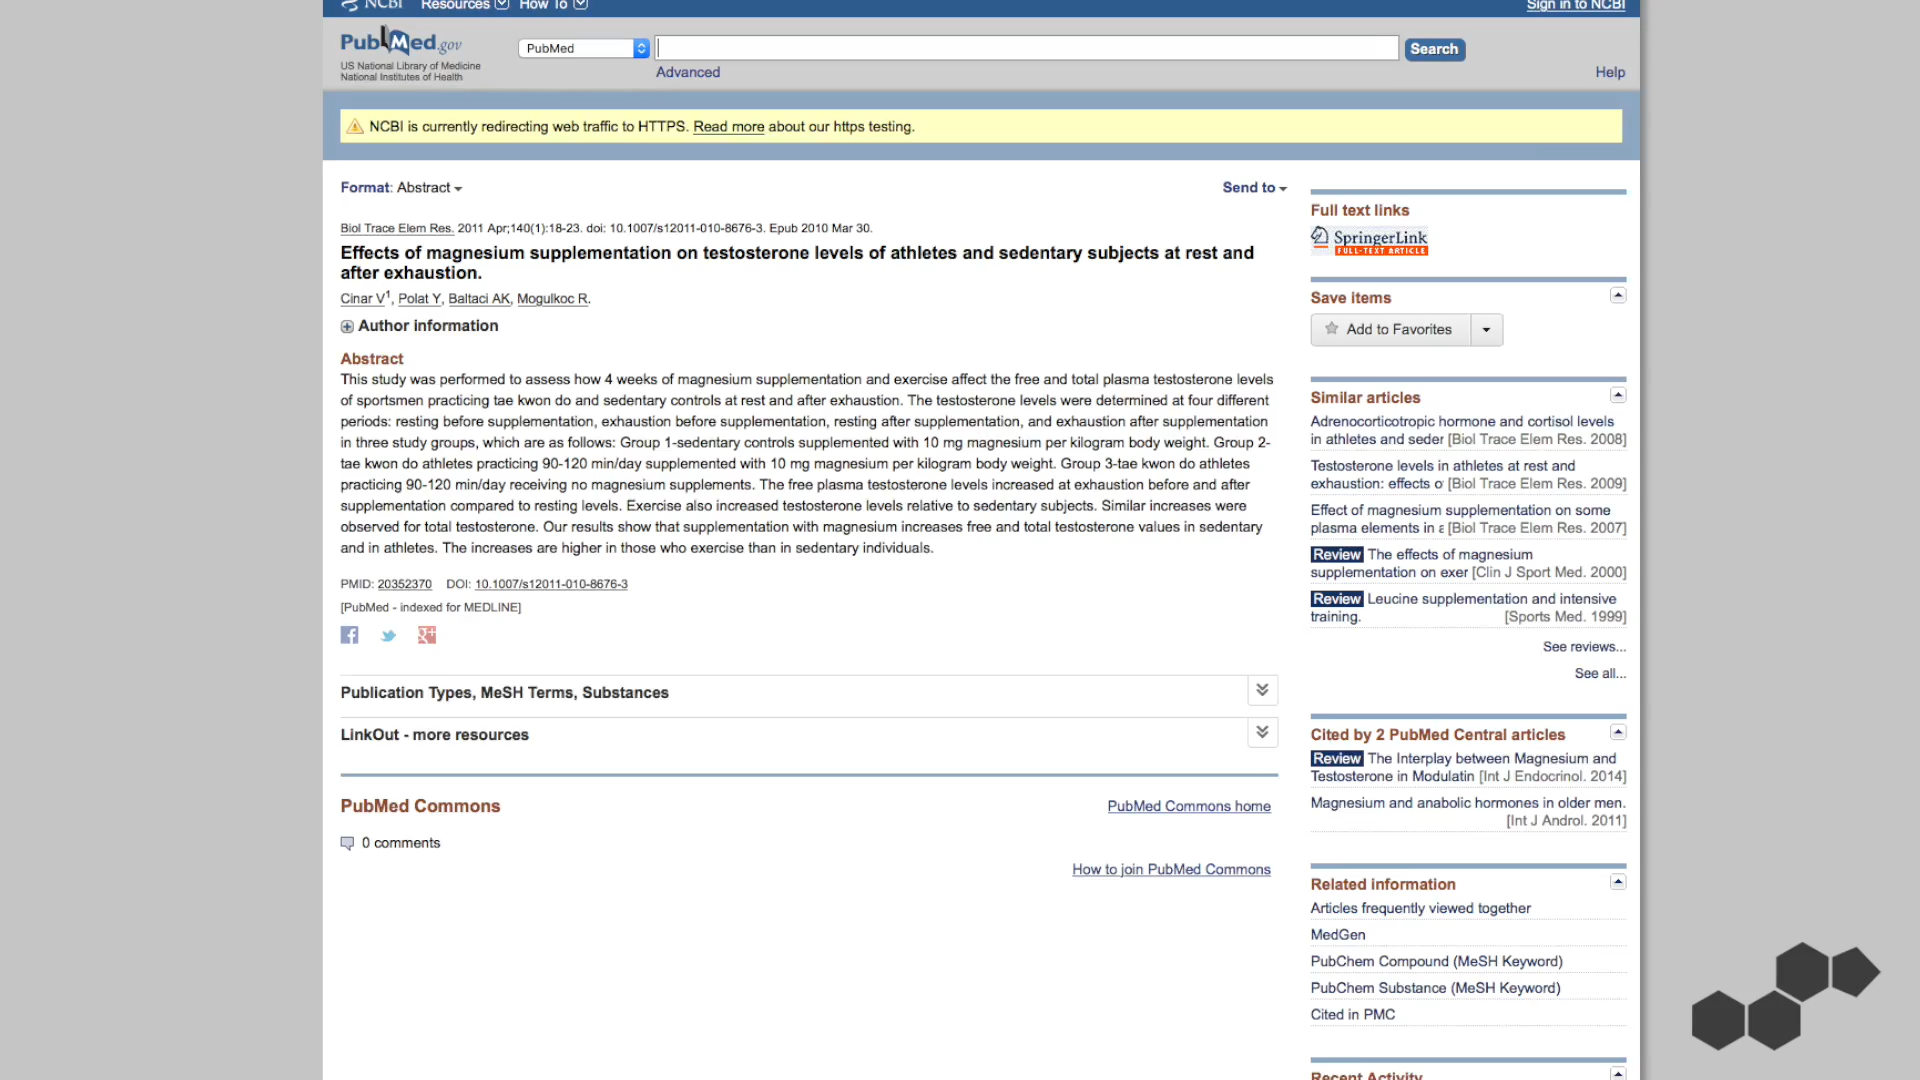 NCBI Resources How To Sign in to NCBI
PubMed.gov
US National Library of Medicine
National Institutes of Health
PubMed
Search
Advanced
Help
NCBI is currently redirecting web traffic to HTTPS. Read more about our https testing.
Format: Abstract
Send to
Biol Trace Elem Res. 2011 Apr;140(1):18-23. doi: 10.1007/s12011-010-8676-3. Epub 2010 Mar 30.
Effects of magnesium supplementation on testosterone levels of athletes and sedentary subjects at rest and
after exhaustion.
Cinar V1, Polat Y, Baltaci AK, Mogulkoc R.
Author information
Abstract
This study was performed to assess how 4 weeks of magnesium supplementation and exercise affect the free and total plasma testosterone levels
of sportsmen practicing tae kwon do and sedentary controls at rest and after exhaustion. The testosterone levels were determined at four different
periods: resting before supplementation, exhaustion before supplementation, resting after supplementation, and exhaustion after supplementation
in three study groups, which are as follows: Group 1-sedentary controls supplemented with 10 mg magnesium per kilogram body weight. Group 2-
tae kwon do athletes practicing 90-120 min/day supplemented with 10 mg magnesium per kilogram body weight. Group 3-tae kwon do athletes
practicing 90-120 min/day receiving no magnesium supplements. The free plasma testosterone levels increased at exhaustion before and after
supplementation compared to resting levels. Exercise also increased testosterone levels relative to sedentary subjects. Similar increases were
observed for total testosterone. Our results show that supplementation with magnesium increases free and total testosterone values in sedentary
and in athletes. The increases are higher in those who exercise than in sedentary individuals.
PMID: 20352370 DOI: 10.1007/s12011-010-8676-3
[PubMed - indexed for MEDLINE]
Publication Types, MeSH Terms, Substances
LinkOut - more resources
PubMed Commons
PubMed Commons home
0 comments
How to join PubMed Commons
Full text links
SpringerLink
FULL-TEXT ARTICLE
Save items
Add to Favorites
Similar articles
Adrenocorticotropic hormone and cortisol levels
in athletes and seder [Biol Trace Elem Res. 2008]
Testosterone levels in athletes at rest and
exhaustion: effects o [Biol Trace Elem Res. 2009]
Effect of magnesium supplementation on some
plasma elements in a [Biol Trace Elem Res. 2007]
Review The effects of magnesium
supplementation on exer [Clin J Sport Med. 2000]
Review Leucine supplementation and intensive
training. [Sports Med. 1999]
See reviews...
See all...
Cited by 2 PubMed Central articles
Review The Interplay between Magnesium and
Testosterone in Modulatin [Int J Endocrinol. 2014]
Magnesium and anabolic hormones in older men.
[Int J Androl. 2011]
Related information
Articles frequently viewed together
MedGen
PubChem Compound (MeSH Keyword)
PubChem Substance (MeSH Keyword)
Cited in PMC
Recent Activity